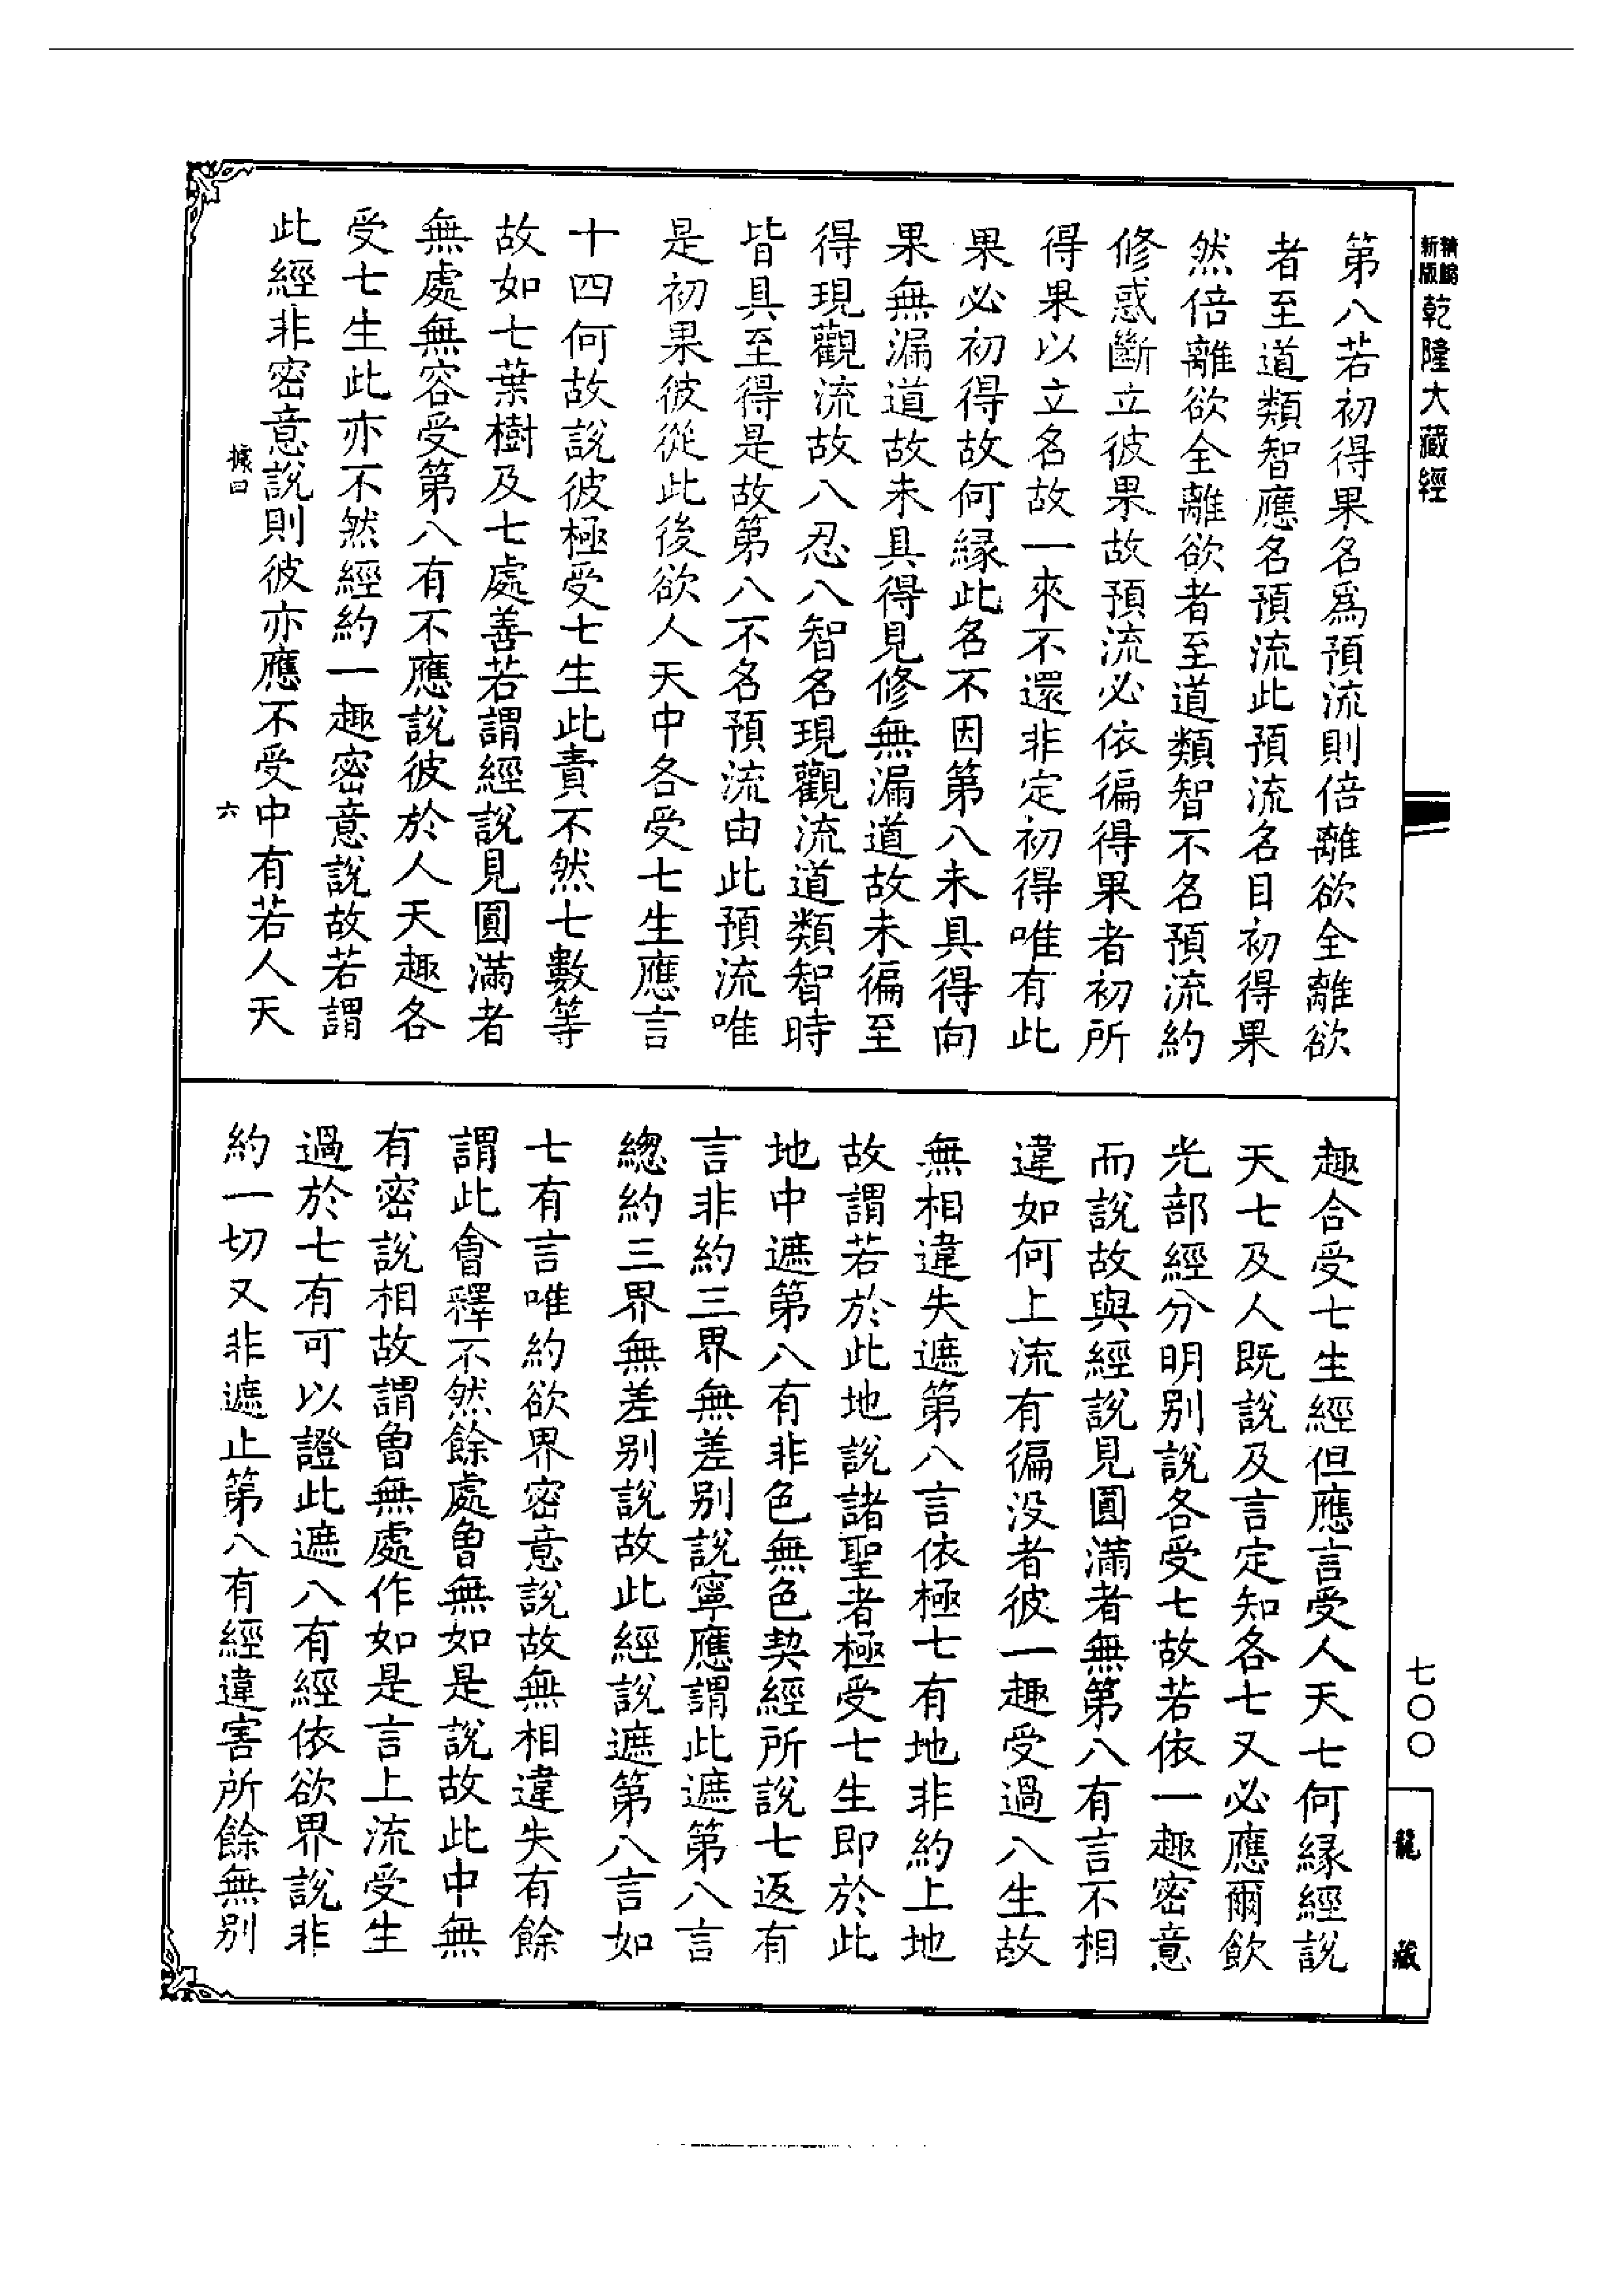 精縮新版乾隆大藏經
第八若初得果名爲預流則倍離欲全離欲
者至道類智應名預流此預流名目初得果
然倍離欲全離欲者至道類智不名預流約
修惑斷立彼果故預流必依徧得果者初所
得果以立名故一來不還非定初得唯有此
果必初得故何緣此名不因第八未具得向
果無漏道故未具得見修無漏道故未徧至
得現觀流故八忍八智名現觀流道類智時
皆具至得是故第八不名預流由此預流唯
是初果彼從此後欲人天中各受七生應言
十四何故說彼極受七生此責不然七數等
故如七葉樹及七處善若謂經說見圓滿者
無處無容受第八有不應說彼於人天趣各
受七生此亦不然經約一趣密意說故若謂
此經非密意說則彼亦應不受中有若人天
據四
六
趣合受七生經但應言受人天七何緣經說
天七及人既說及言定知各七又必應爾飲
光部經分明別說各受七故若依一趣密意
而說故與經說見圓滿者無第八有言不相
違如何上流有徧没者彼一趣受過八生故
無相違失遮第八言依極七有地非約上地
故謂若於此地說諸聖者極受七生即於此
地中遮第八有非色無色契經所說七返有
言非約三界無差別說寧應謂此遮第八言
總約三界無差別說故此經說遮第八言如
七有言唯約欲界密意說故無相違失有餘
謂此會釋不然餘處曾無如是說故此中無
有密說相故謂曾無處作如是言上流受生
過於七有可以證此遮八有經依欲界說非
約一切又非遮止第八有經違害所餘無別
七〇〇
龍藏